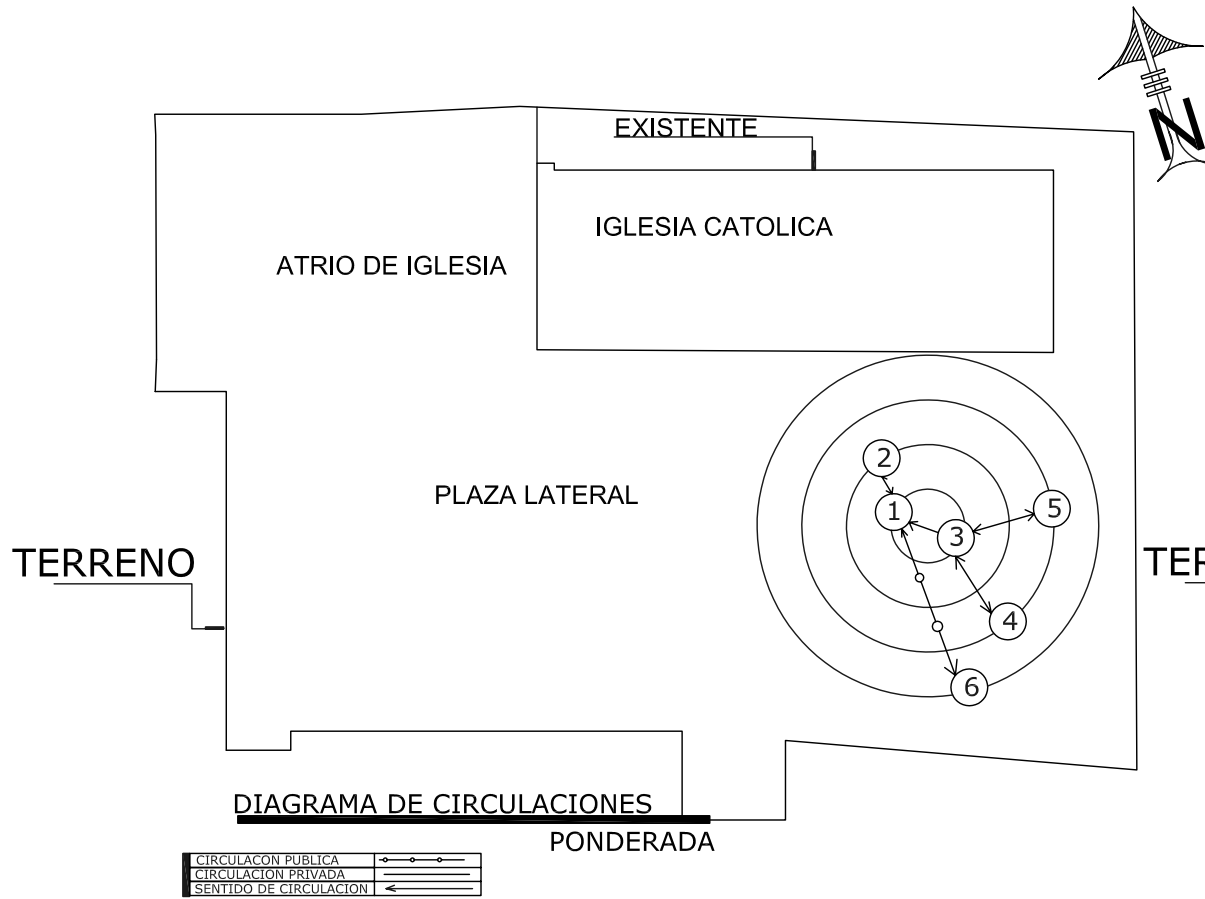 N
EXISTENTE
IGLESIA CATOLICA
ATRIO DE IGLESIA
2
PLAZA LATERAL
1
5
3
TERRENO
TER
4
6
DIAGRAMA DE CIRCULACIONES
PONDERADA
CIRCULACON PUBLICA
CIRCULACION PRIVADA
SENTIDO DE CIRCULACION